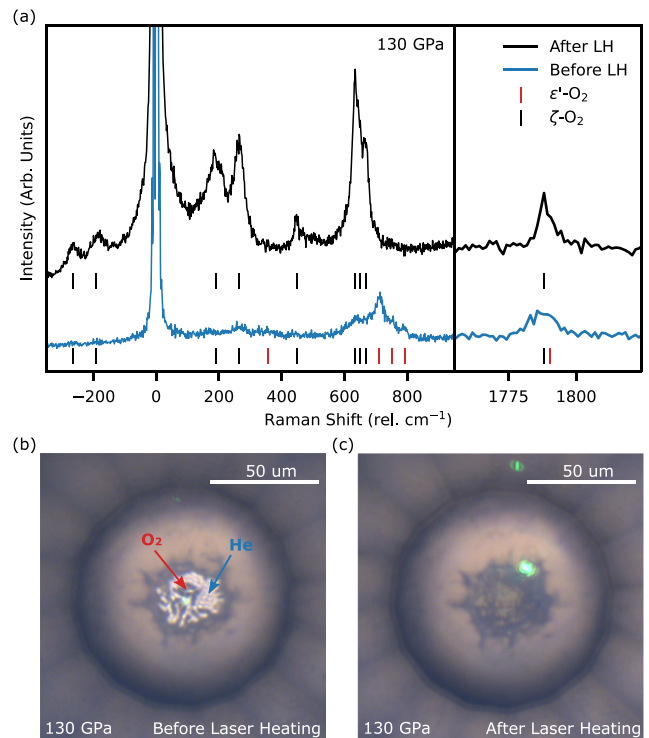 (a)
130 GPa
After LH
Before LH
ε'-O₂
ζ-O₂
Intensity (Arb. Units)
−200 0 200 400 600 800 1775 1800
Raman Shift (rel. cm⁻¹)
(b) (c)
50 um
O₂
He
130 GPa Before Laser Heating
50 um
130 GPa After Laser Heating